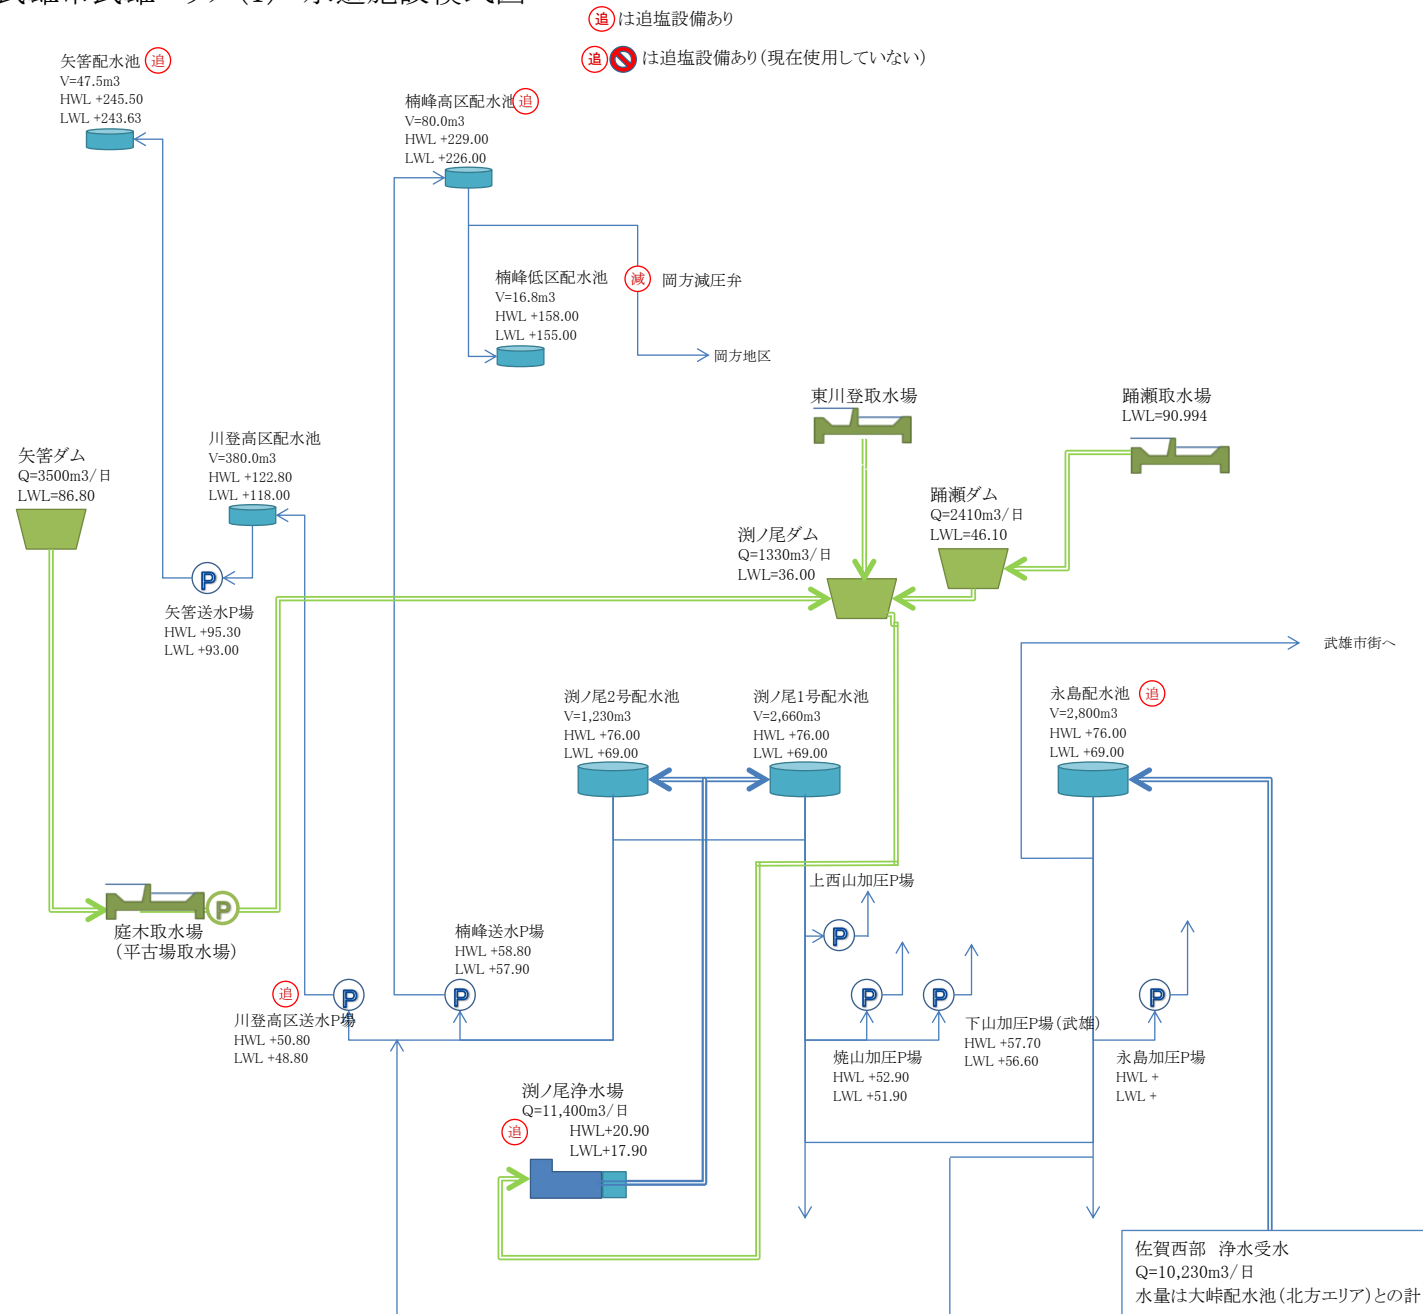 追 は追塩設備あり
追 は追塩設備あり(現在使用していない)
矢筈配水池 追
V=47.5m3
HWL +245.50
LWL +243.63
楠峰高区配水池 追
V=80.0m3
HWL +229.00
LWL +226.00
楠峰低区配水池
V=16.8m3
HWL +158.00
LWL +155.00
減 岡方減圧弁
岡方地区
東川登取水場
踊瀬取水場
LWL=90.994
矢筈ダム
Q=3500m3/日
LWL=86.80
川登高区配水池
V=380.0m3
HWL +122.80
LWL +118.00
踊瀬ダム
Q=2410m3/日
LWL=46.10
渕ノ尾ダム
Q=1330m3/日
LWL=36.00
P
矢筈送水P場
HWL +95.30
LWL +93.00
武雄市街へ
渕ノ尾2号配水池
V=1,230m3
HWL +76.00
LWL +69.00
渕ノ尾1号配水池
V=2,660m3
HWL +76.00
LWL +69.00
永島配水池 追
V=2,800m3
HWL +76.00
LWL +69.00
P
庭木取水場
(平古場取水場)
上西山加圧P場
P
楠峰送水P場
HWL +58.80
LWL +57.90
追 P
川登高区送水P場
HWL +50.80
LWL +48.80
P
P
P
P
下山加圧P場(武雄)
HWL +57.70
LWL +56.60
焼山加圧P場
HWL +52.90
LWL +51.90
永島加圧P場
HWL +
LWL +
渕ノ尾浄水場
Q=11,400m3/日
追
HWL+20.90
LWL+17.90
佐賀西部 浄水受水
Q=10,230m3/日
水量は大峠配水池(北方エリア)との計